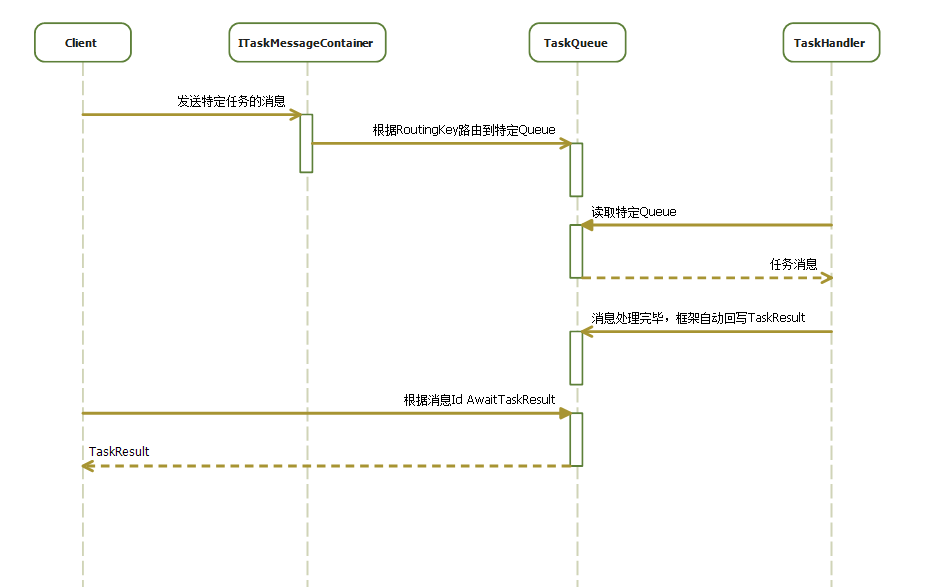 Client
ITaskMessageContainer
TaskQueue
TaskHandler
发送特定任务的消息
根据RoutingKey路由到特定Queue
读取特定Queue
任务消息
消息处理完毕，框架自动回写TaskResult
根据消息Id AwaitTaskResult
TaskResult